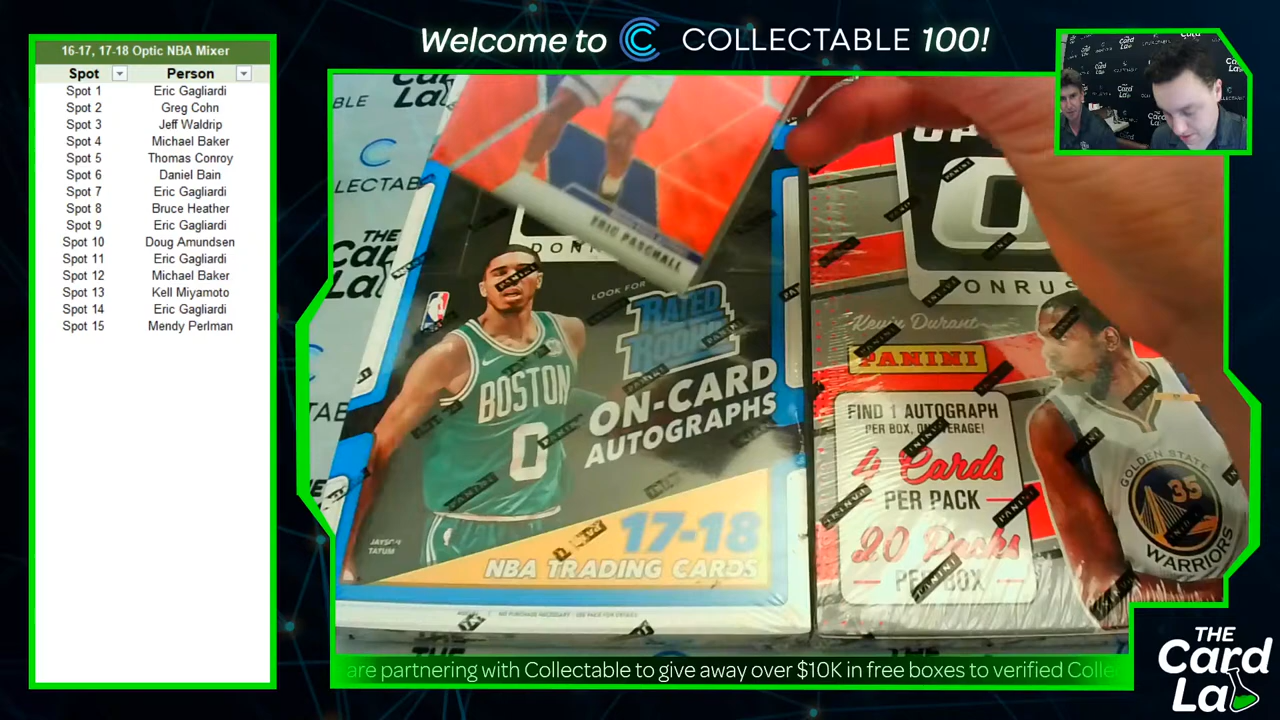 Welcome to COLLECTABLE 100!
16-17, 17-18 Optic NBA Mixer
Spot Person
Spot 1 Eric Gagliardi
Spot 2 Greg Cohn
Spot 3 Jeff Waldrip
Spot 4 Michael Baker
Spot 5 Thomas Conroy
Spot 6 Daniel Bain
Spot 7 Eric Gagliardi
Spot 8 Bruce Heather
Spot 9 Eric Gagliardi
Spot 10 Doug Amundsen
Spot 11 Eric Gagliardi
Spot 12 Michael Baker
Spot 13 Kell Miyamoto
Spot 14 Eric Gagliardi
Spot 15 Mendy Perlman
ERIC PASCHALL
LOOK FOR
RATED
ROOKIE
ON-CARD
AUTOGRAPHS
BOSTON
0
JAYSON
TATUM
17-18
NBA TRADING CARDS
Kevin Durant
PANINI
FIND 1 AUTOGRAPH
PER BOX, ON AVERAGE!
4 Cards
PER PACK
20 Packs
PER BOX
GOLDEN STATE
35
WARRIORS
are partnering with Collectable to give away over $10K in free boxes to verified Colle
THE
Card
Lab